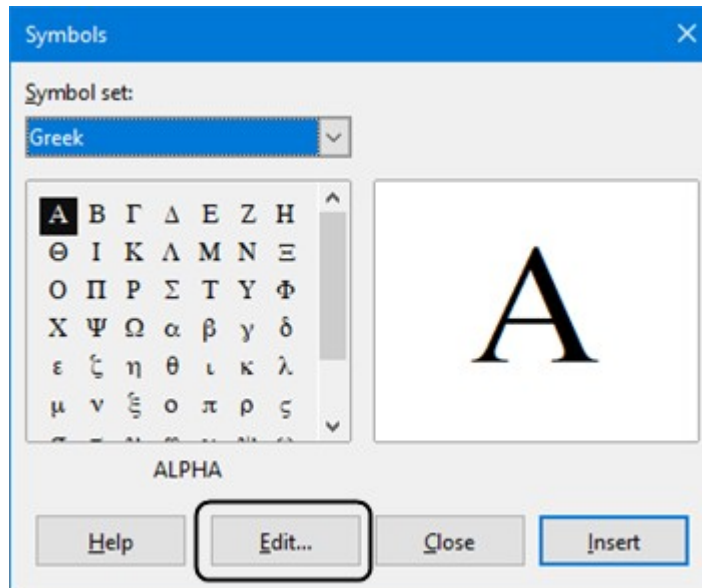 Symbols
Symbol set:
Greek
Α Β Γ Δ Ε Ζ Η
Θ Ι Κ Λ Μ Ν Ξ
Ο Π Ρ Σ Τ Υ Φ
Χ Ψ Ω α β γ δ
ε ζ η θ ι κ λ
μ ν ξ ο π ρ ς
Α
ALPHA
Help Edit... Close Insert